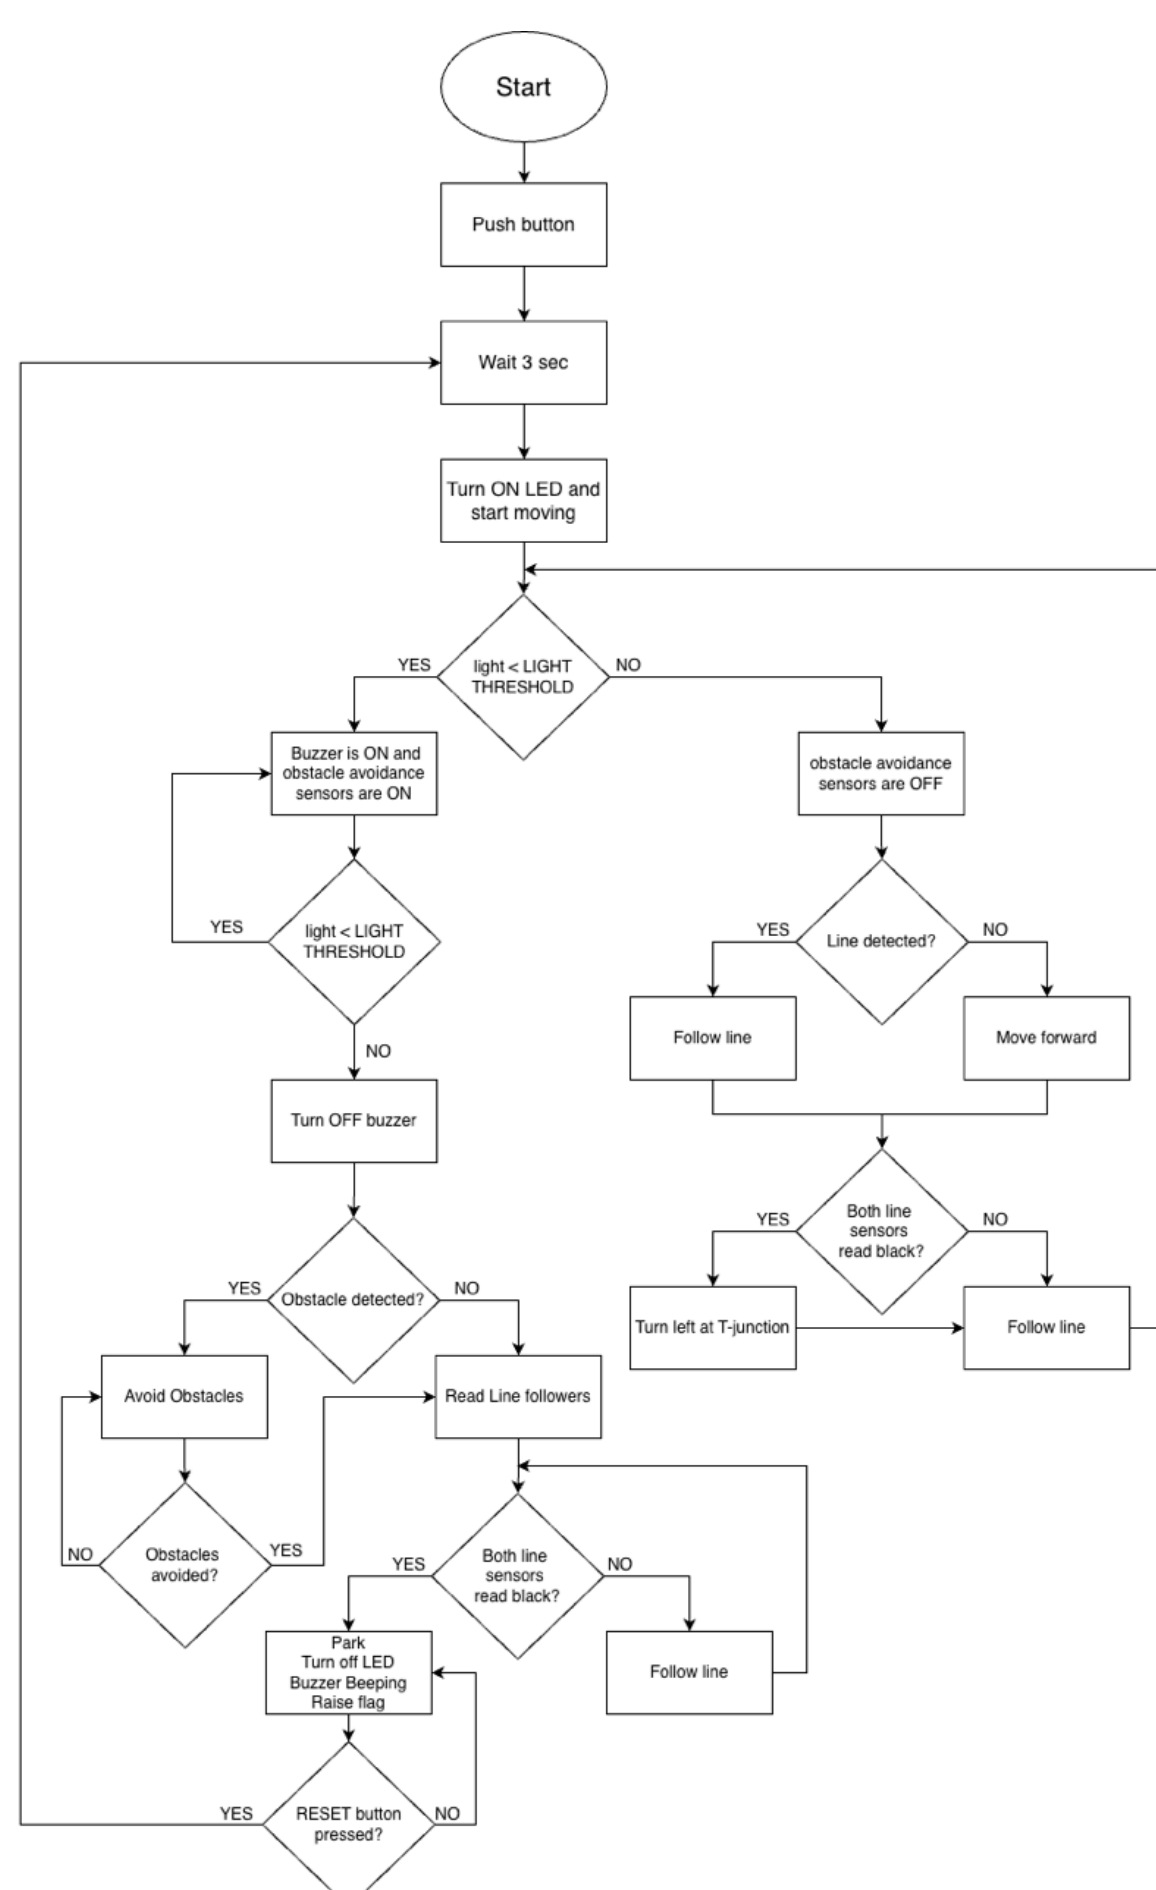 Start
Push button
Wait 3 sec
Turn ON LED and
start moving
light < LIGHT
THRESHOLD
YES
NO
Buzzer is ON and
obstacle avoidance
sensors are ON
obstacle avoidance
sensors are OFF
light < LIGHT
THRESHOLD
YES
NO
Line detected?
YES
NO
Follow line
Move forward
Turn OFF buzzer
Both line
sensors
read black?
YES
NO
Turn left at T-junction
Follow line
Obstacle detected?
YES
NO
Avoid Obstacles
Read Line followers
Obstacles
avoided?
NO
YES
Both line
sensors
read black?
YES
NO
Park
Turn off LED
Buzzer Beeping
Raise flag
Follow line
RESET button
pressed?
YES
NO